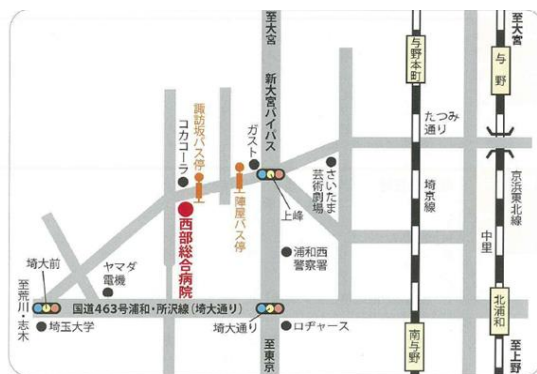 至大宮
新大宮バイパス
与野本町
至大宮
与野
諏訪坂バス停
コカコーラ
ガスト
陣屋バス停
たつみ
通り
さいたま
芸術劇場
埼京線
京浜東北線
上峰
西部総合病院
浦和西
警察署
中里
埼大前
ヤマダ
電機
至荒川・志木
国道463号浦和・所沢線(埼大通り)
北浦和
埼玉大学
埼大通り
ロヂャース
南与野
至東京
至上野